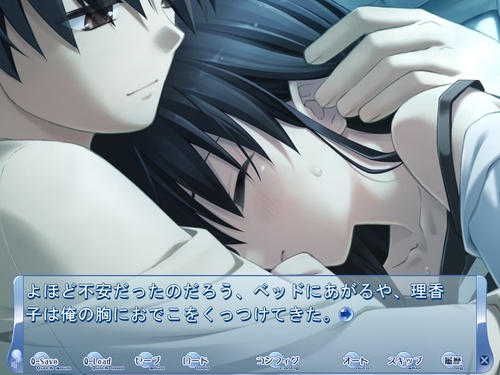 よほど不安だったのだろう、ベッドにあがるや、理香
子は俺の胸におでこをくっつけてきた。
Q-Save Q-Load セーブ ロード コンフィグ オート スキップ 履歴